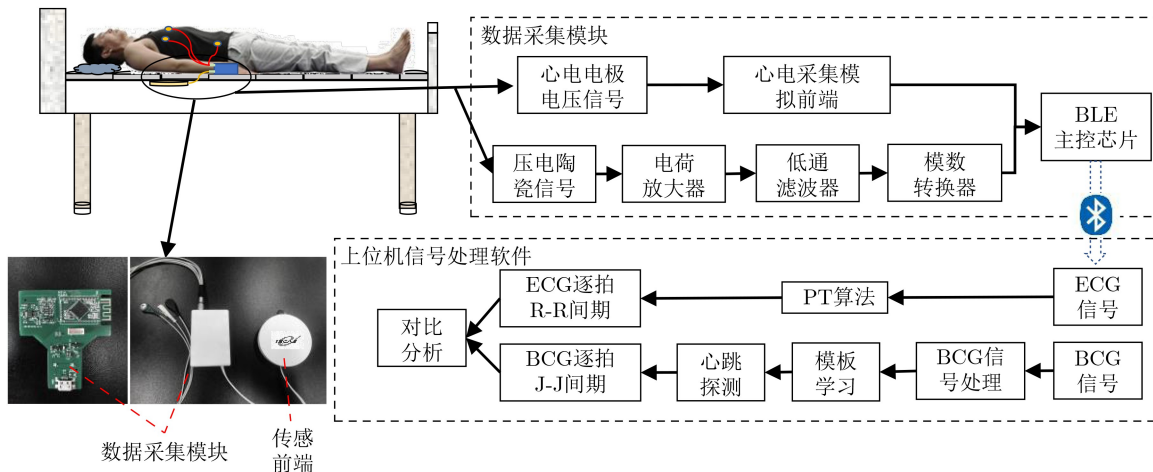 数据采集模块
心电电极
电压信号
心电采集模
拟前端
BLE
主控芯片
压电陶
瓷信号
电荷
放大器
低通
滤波器
模数
转换器
上位机信号处理软件
ECG逐拍
R-R间期
PT算法
ECG
信号
对比
分析
BCG逐拍
J-J间期
心跳
探测
模板
学习
BCG信
号处理
BCG
信号
数据采集模块
传感
前端